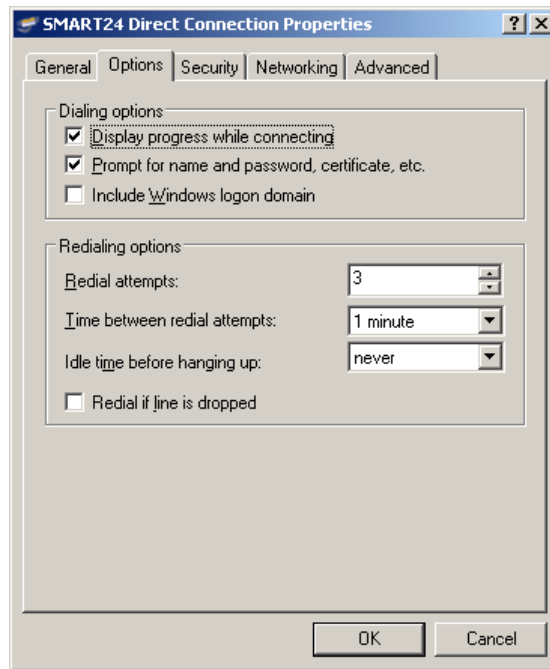 SMART24 Direct Connection Properties
General Options Security Networking Advanced
Dialing options
Display progress while connecting
Prompt for name and password, certificate, etc.
Include Windows logon domain
Redialing options
Redial attempts: 3
Time between redial attempts: 1 minute
Idle time before hanging up: never
Redial if line is dropped
OK Cancel